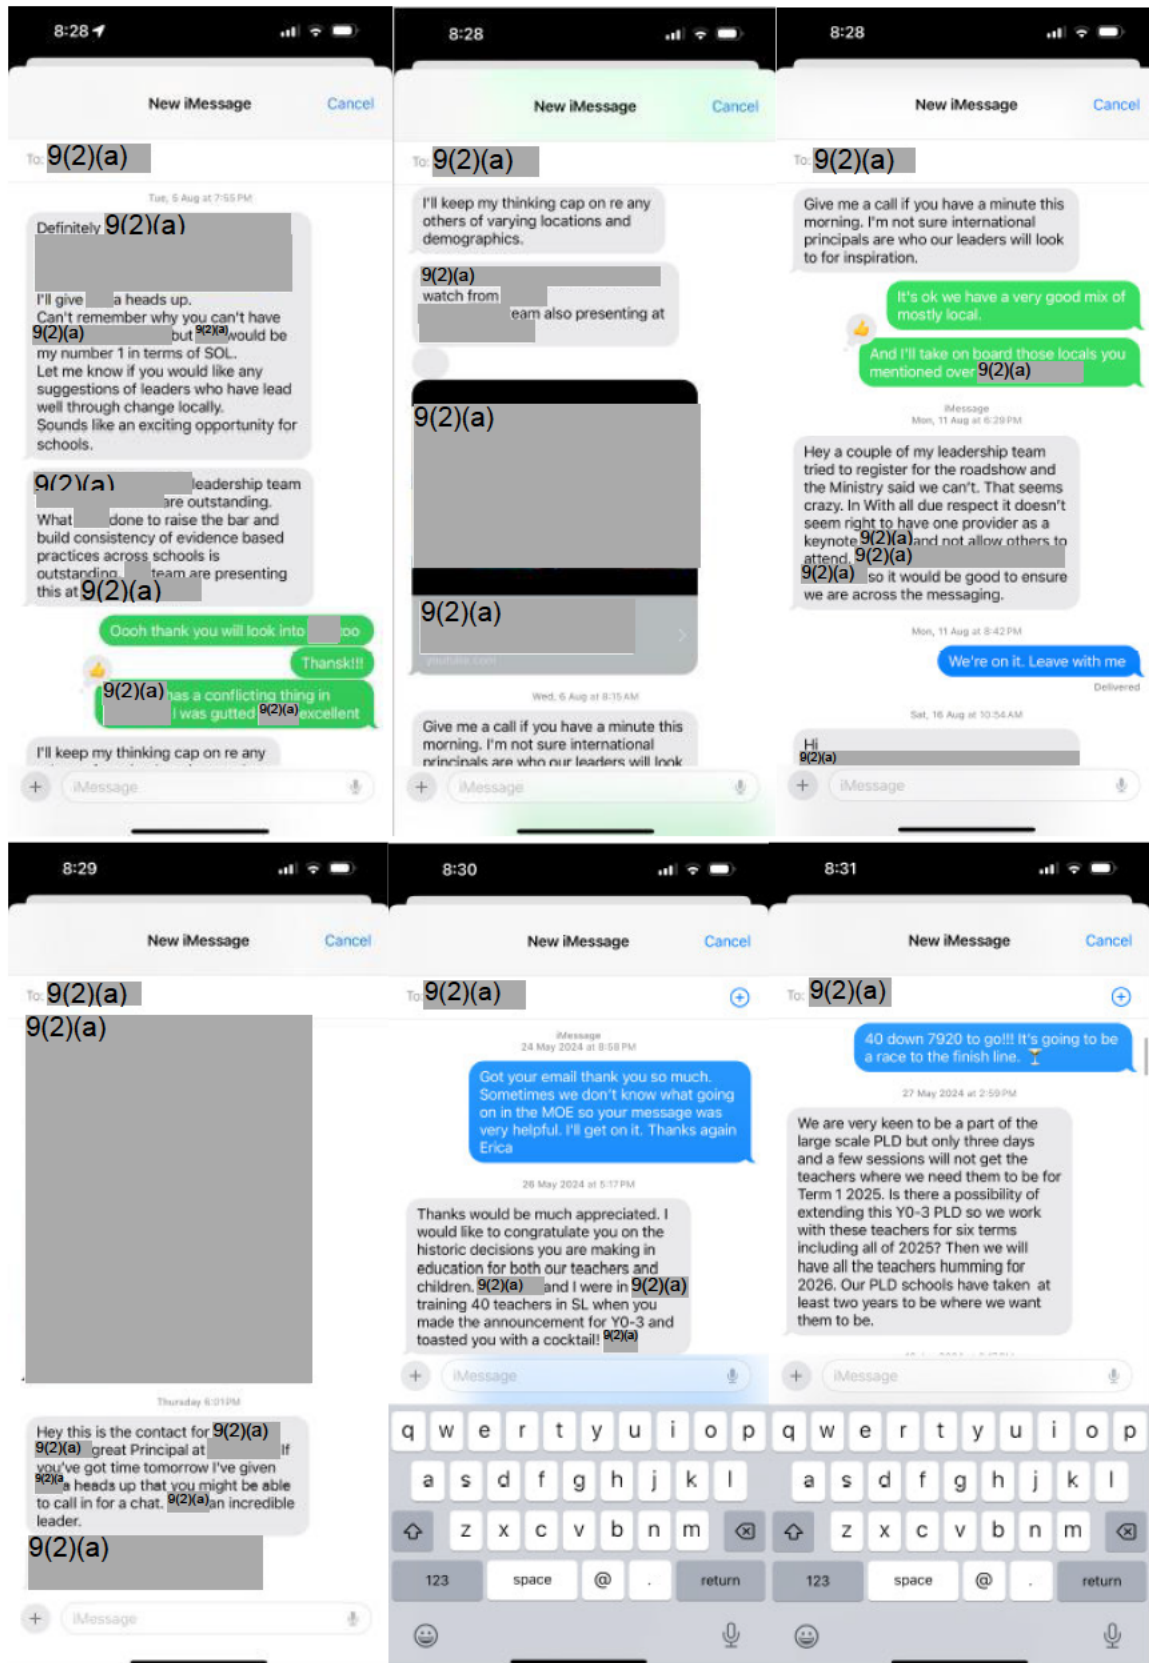 8:28
New iMessage
Cancel
To: 9(2)(a)
Tue, 5 Aug at 7:55 PM
Definitely 9(2)(a)
I'll give a heads up.
Can't remember why you can't have
9(2)(a) but 9(2)(a) would be
my number 1 in terms of SOL.
Let me know if you would like any
suggestions of leaders who have lead
well through change locally.
Sounds like an exciting opportunity for
schools.
9(2)(a) leadership team
are outstanding.
What done to raise the bar and
build consistency of evidence based
practices across schools is
outstanding. team are presenting
this at 9(2)(a)
Oooh thank you will look into too
Thansk!!!
9(2)(a) has a conflicting thing in
I was gutted 9(2)(a) excellent
I'll keep my thinking cap on re any
iMessage
8:28
New iMessage
Cancel
To: 9(2)(a)
I'll keep my thinking cap on re any
others of varying locations and
demographics.
9(2)(a)
watch from
eam also presenting at
9(2)(a)
9(2)(a)
youtube.com
Wed, 6 Aug at 8:15 AM
Give me a call if you have a minute this
morning. I'm not sure international
principals are who our leaders will look
iMessage
8:28
New iMessage
Cancel
To: 9(2)(a)
Give me a call if you have a minute this
morning. I'm not sure international
principals are who our leaders will look
to for inspiration.
It's ok we have a very good mix of
mostly local.
And I'll take on board those locals you
mentioned over 9(2)(a)
iMessage
Mon, 11 Aug at 6:29 PM
Hey a couple of my leadership team
tried to register for the roadshow and
the Ministry said we can't. That seems
crazy. In With all due respect it doesn't
seem right to have one provider as a
keynote 9(2)(a) and not allow others to
attend. 9(2)(a)
9(2)(a) so it would be good to ensure
we are across the messaging.
Mon, 11 Aug at 8:42 PM
We're on it. Leave with me
Delivered
Sat, 16 Aug at 10:54 AM
Hi
9(2)(a)
iMessage
8:29
New iMessage
Cancel
To: 9(2)(a)
9(2)(a)
Thursday 6:01 PM
Hey this is the contact for 9(2)(a)
9(2)(a) great Principal at If
you've got time tomorrow I've given
9(2)(a a heads up that you might be able
to call in for a chat. 9(2)(a) an incredible
leader.
9(2)(a)
iMessage
8:30
New iMessage
Cancel
To: 9(2)(a)
iMessage
24 May 2024 at 8:58 PM
Got your email thank you so much.
Sometimes we don't know what going
on in the MOE so your message was
very helpful. I'll get on it. Thanks again
Erica
26 May 2024 at 5:17 PM
Thanks would be much appreciated. I
would like to congratulate you on the
historic decisions you are making in
education for both our teachers and
children. 9(2)(a) and I were in 9(2)(a)
training 40 teachers in SL when you
made the announcement for Y0-3 and
toasted you with a cocktail! 9(2)(a)
iMessage
q w e r t y u i o p
a s d f g h j k l
z x c v b n m
123 space @ . return
8:31
New iMessage
Cancel
To: 9(2)(a)
40 down 7920 to go!!! It's going to be
a race to the finish line. 🍸
27 May 2024 at 2:59 PM
We are very keen to be a part of the
large scale PLD but only three days
and a few sessions will not get the
teachers where we need them to be for
Term 1 2025. Is there a possibility of
extending this Y0-3 PLD so we work
with these teachers for six terms
including all of 2025? Then we will
have all the teachers humming for
2026. Our PLD schools have taken at
least two years to be where we want
them to be.
iMessage
q w e r t y u i o p
a s d f g h j k l
z x c v b n m
123 space @ . return